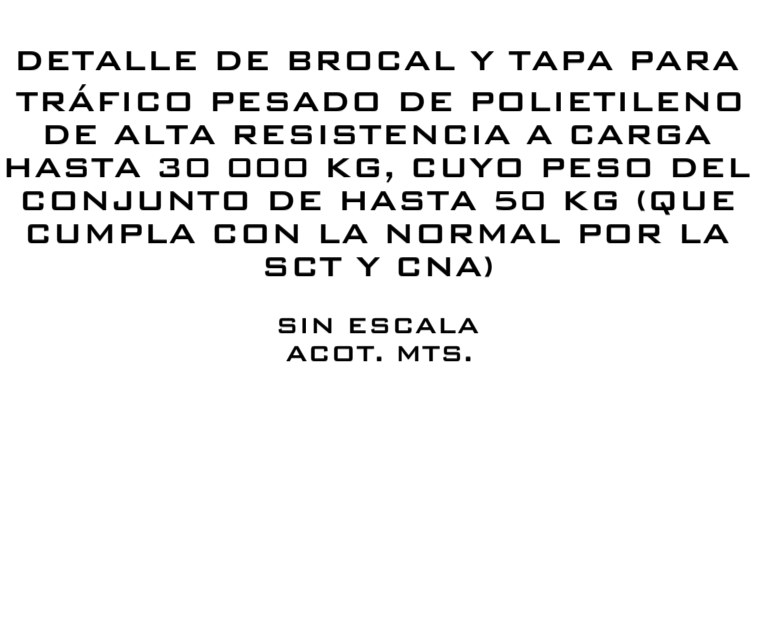 DETALLE DE BROCAL Y TAPA PARA
TRÁFICO PESADO DE POLIETILENO
DE ALTA RESISTENCIA A CARGA
HASTA 30 000 KG, CUYO PESO DEL
CONJUNTO DE HASTA 50 KG (QUE
CUMPLA CON LA NORMAL POR LA
SCT Y CNA)
SIN ESCALA
ACOT. MTS.